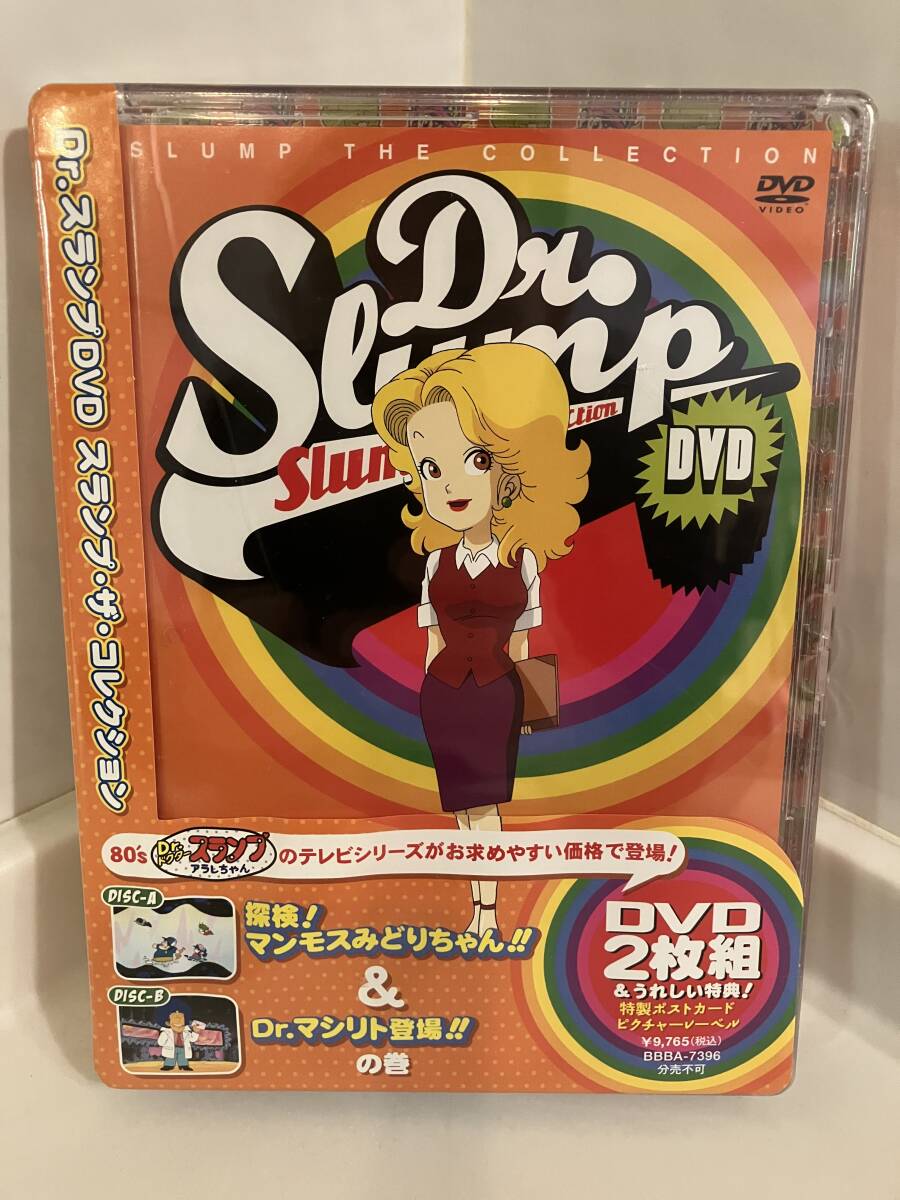 Dr.スランプDVD スランプ・ザ・コレクション
SLUMP THE COLLECTION
DVD
VIDEO
Dr.
Slump
Slum ction
DVD
80's Dr.ドクタースランプ アラレちゃん のテレビシリーズがお求めやすい価格で登場!
DISC-A
探検!
マンモスみどりちゃん!!
&
DISC-B
Dr.マシリト登場!!
の巻
DVD
2枚組
&うれしい特典!
特製ポストカード
ピクチャーレーベル
¥9,765(税込)
BBBA-7396
分売不可